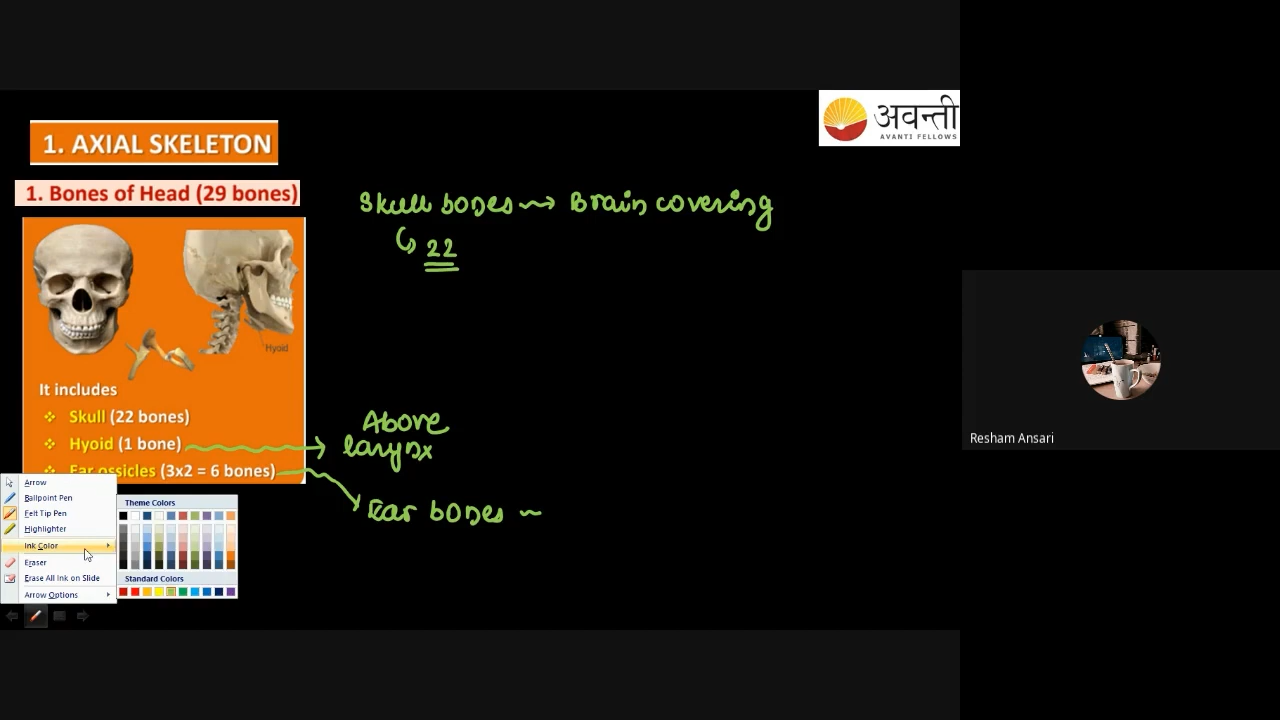 1. AXIAL SKELETON
अवन्ती
AVANTI FELLOWS
1. Bones of Head (29 bones)
Skull bones → Brain covering
22
Hyoid
It includes
❖ Skull (22 bones)
❖ Hyoid (1 bone)
❖ Ear ossicles (3x2 = 6 bones)
Above
larynx
Ear bones ~
Arrow
Ballpoint Pen
Felt Tip Pen
Highlighter
Ink Color
Eraser
Erase All Ink on Slide
Arrow Options
Theme Colors
Standard Colors
Resham Ansari